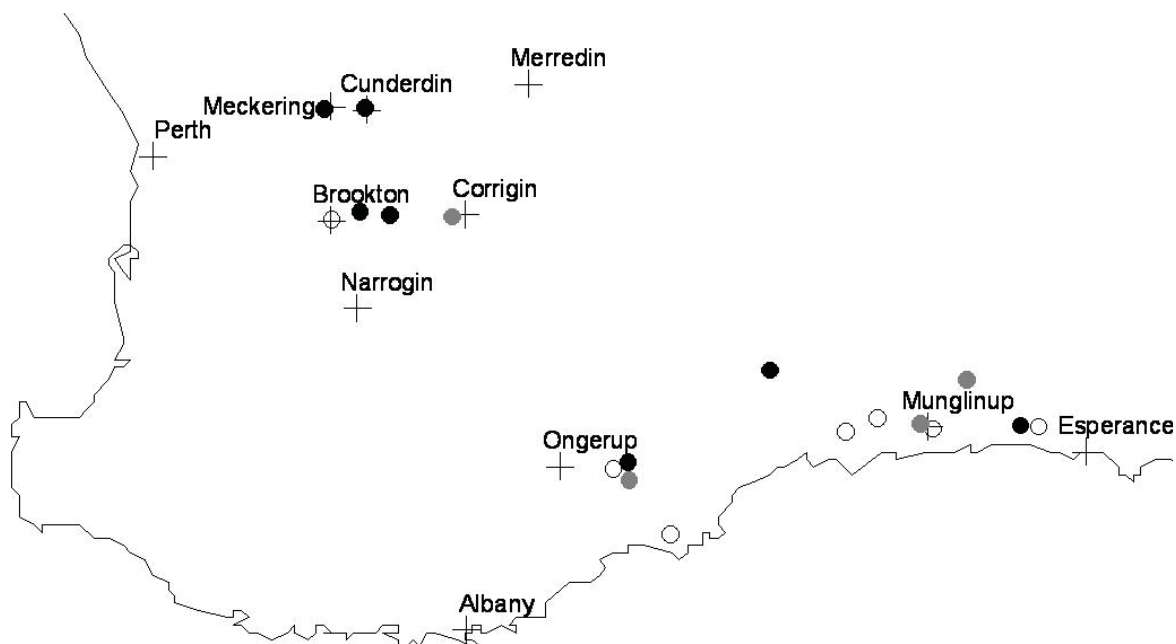 Merredin
Cunderdin
Meckering
Perth
Brookton
Corrigin
Narrogin
Munglinup
Esperance
Ongerup
Albany